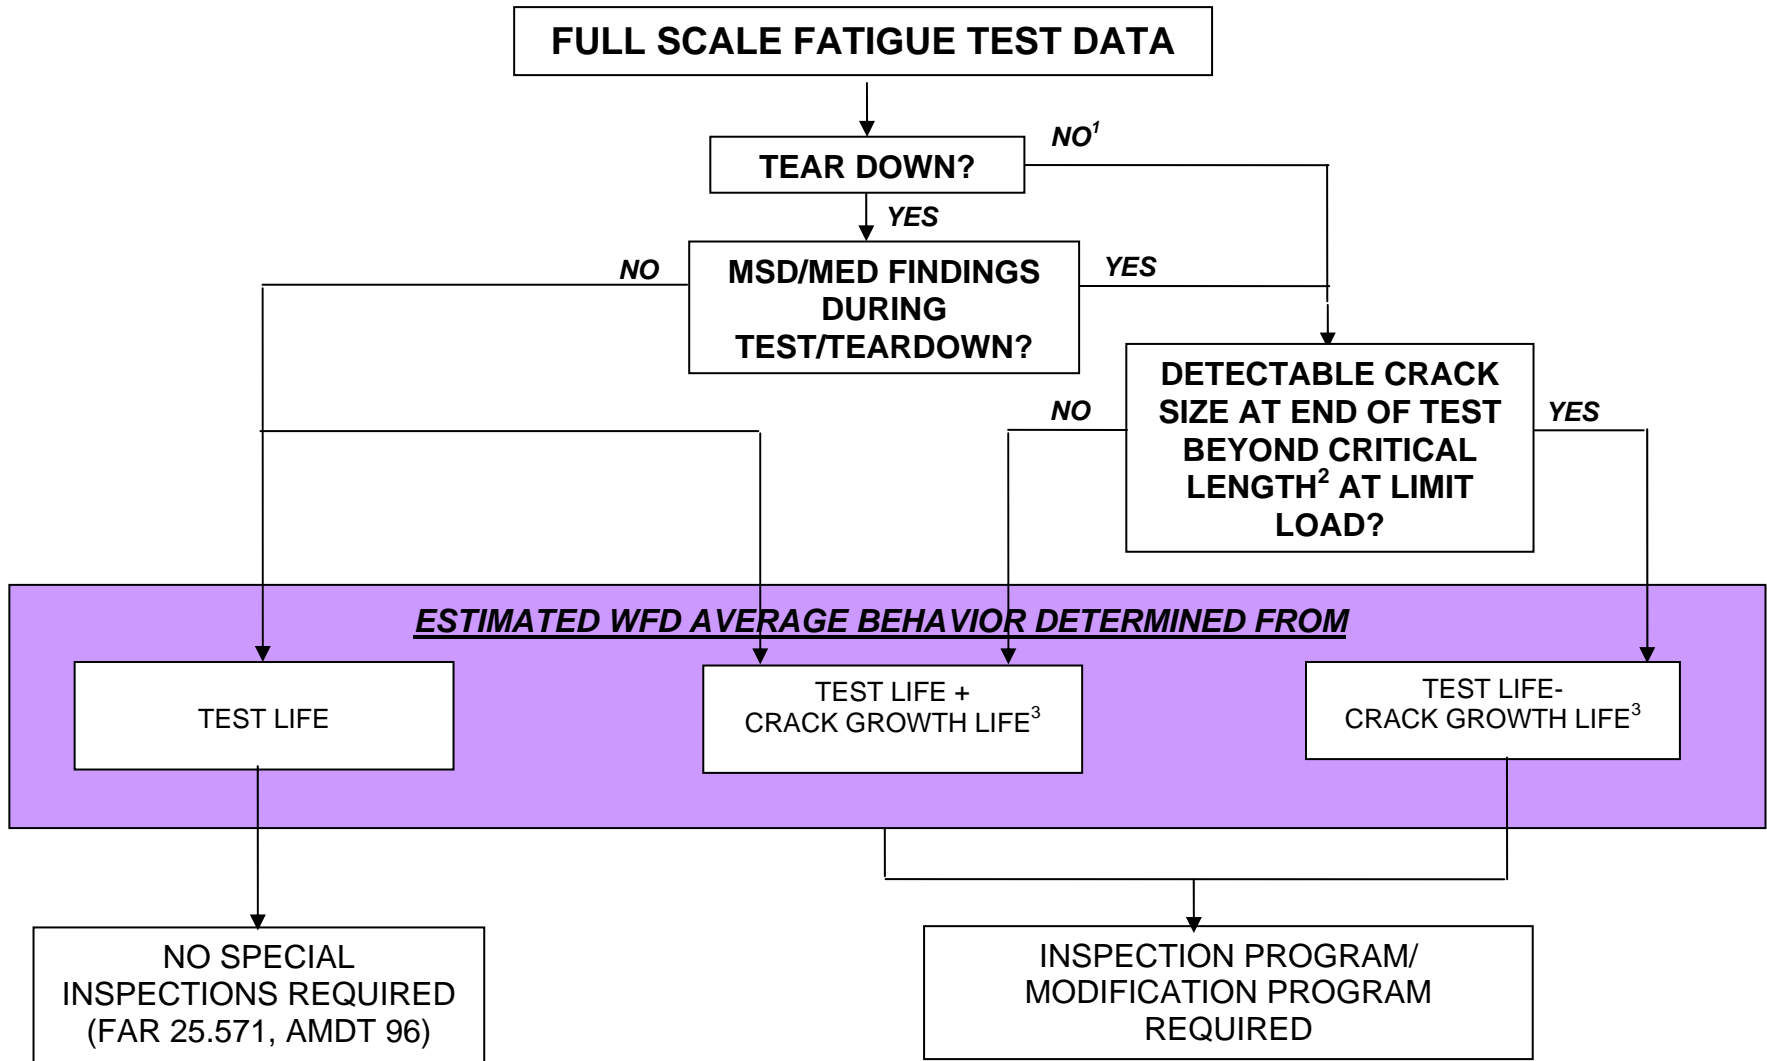 FULL SCALE FATIGUE TEST DATA
NO¹
TEAR DOWN?
YES
NO
MSD/MED FINDINGS
DURING
TEST/TEARDOWN?
YES
NO
DETECTABLE CRACK
SIZE AT END OF TEST
BEYOND CRITICAL
LENGTH² AT LIMIT
LOAD?
YES
ESTIMATED WFD AVERAGE BEHAVIOR DETERMINED FROM
TEST LIFE
TEST LIFE +
CRACK GROWTH LIFE³
TEST LIFE-
CRACK GROWTH LIFE³
NO SPECIAL
INSPECTIONS REQUIRED
(FAR 25.571, AMDT 96)
INSPECTION PROGRAM/
MODIFICATION PROGRAM
REQUIRED